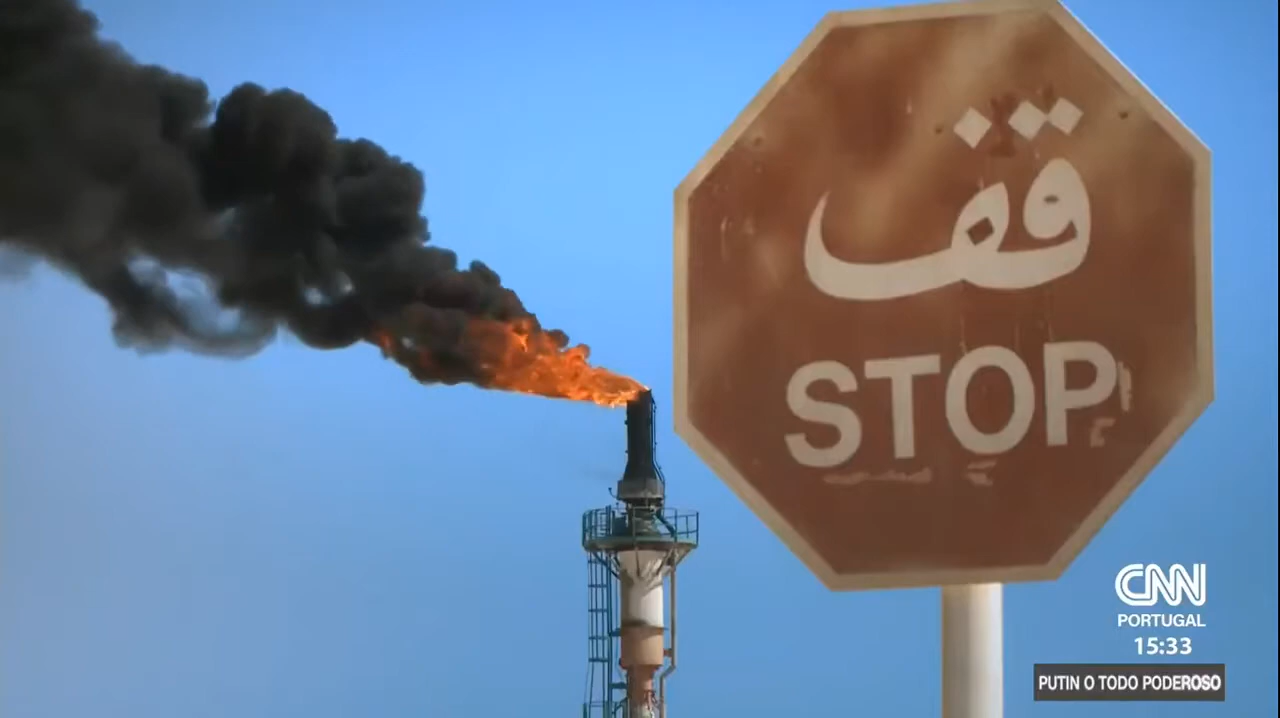 قف
STOP
CNN
PORTUGAL
15:33
PUTIN O TODO PODEROSO